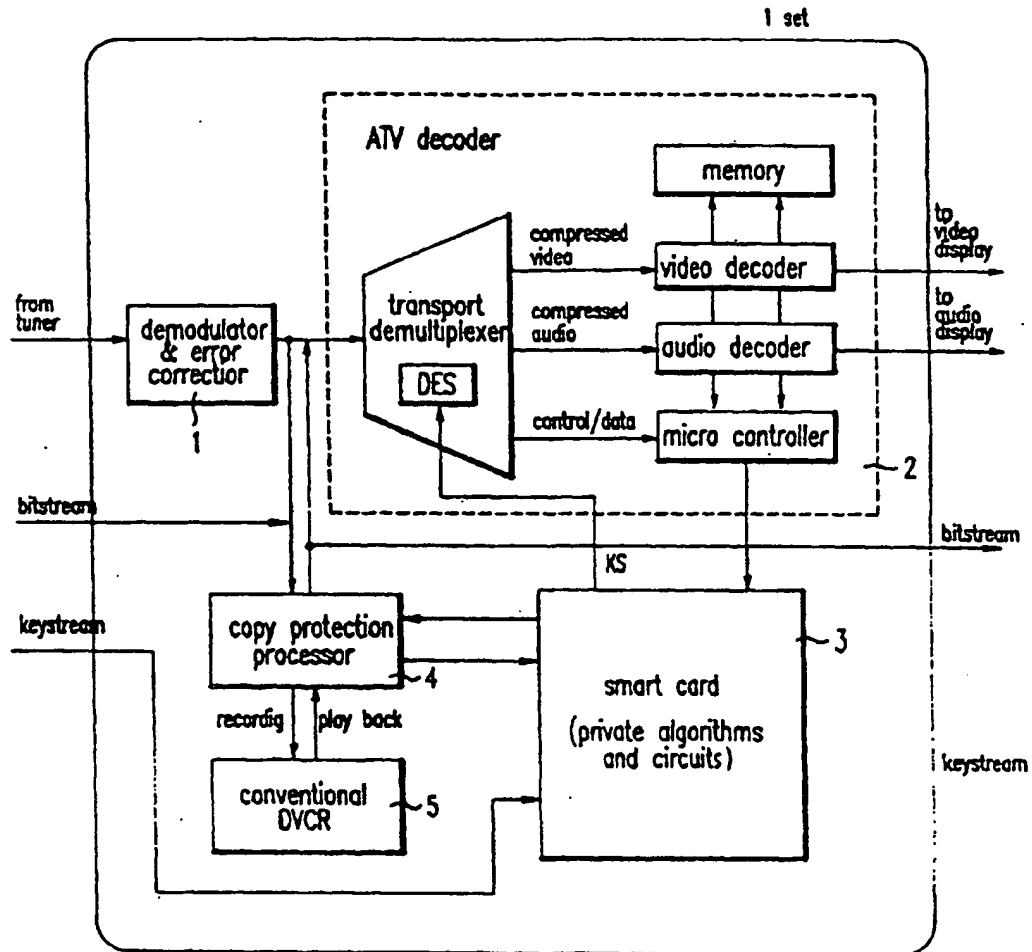 1 set
ATV decoder
memory
compressed
video
video decoder
to
video
display
from
tuner
demodulator
& error
correctior
1
transport
demultiplexer
DES
compressed
audio
audio decoder
to
audio
display
control/data
micro controller
2
bitstream
bitstream
KS
keystream
copy protection
processor
4
3
smart card
(private algorithms
and circuits)
recordig
play back
conventional
DVCR
5
keystream